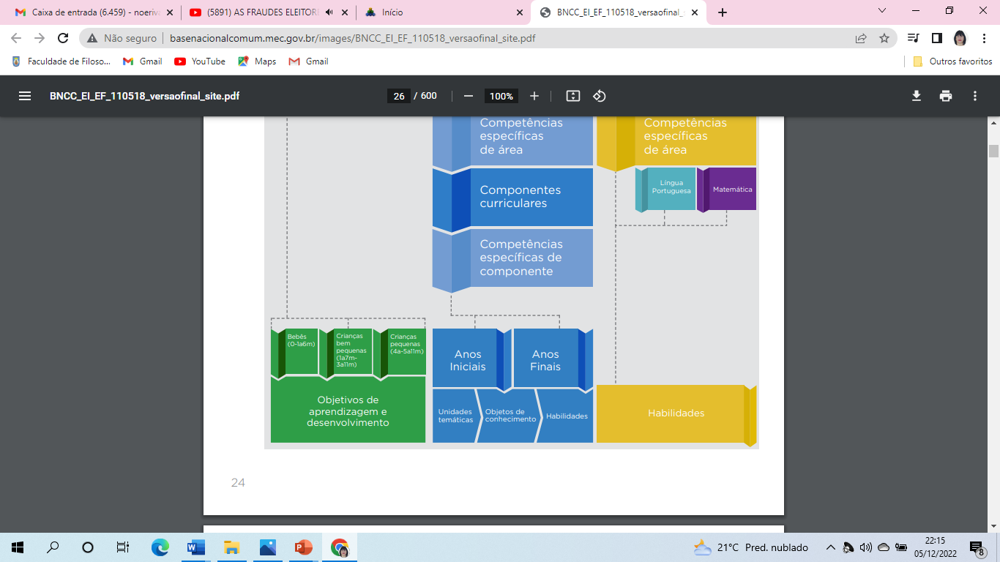 Caixa de entrada (6.459) - noeriva
(5891) AS FRAUDES ELEITORA
Início
BNCC_EI_EF_110518_versaofinal_s
Não seguro
basenacionalcomum.mec.gov.br/images/BNCC_EI_EF_110518_versaofinal_site.pdf
Faculdade de Filoso...
Gmail
YouTube
Maps
Gmail
Outros favoritos
BNCC_EI_EF_110518_versaofinal_site.pdf
26 / 600
100%
Competências
específicas
de área
Competências
específicas
de área
Componentes
curriculares
Língua
Portuguesa
Matemática
Competências
específicas de
componente
Bebês
(0-1a6m)
Crianças
bem
pequenas
(1a7m-
3a11m)
Crianças
pequenas
(4a-5a11m)
Anos
Iniciais
Anos
Finais
Objetivos de
aprendizagem e
desenvolvimento
Unidades
temáticas
Objetos de
conhecimento
Habilidades
Habilidades
24
21°C Pred. nublado
22:15
05/12/2022
8